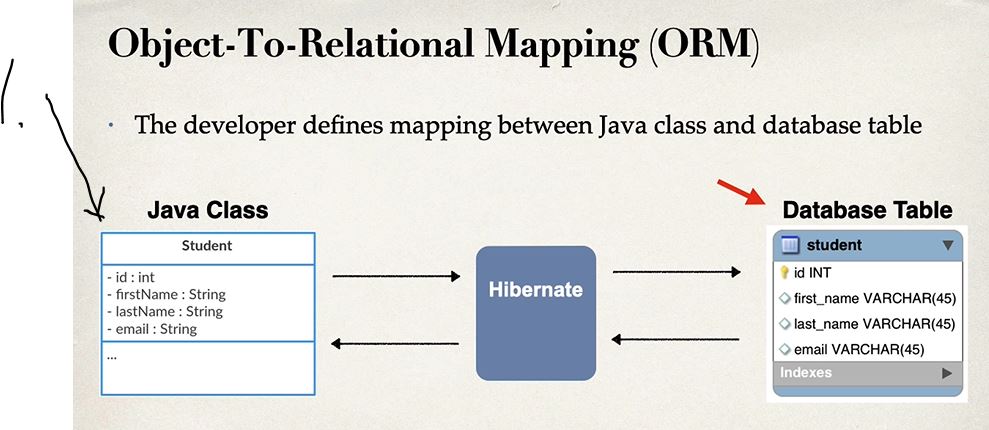 Object-To-Relational Mapping (ORM)
• The developer defines mapping between Java class and database table
Java Class
Student
- id : int
- firstName : String
- lastName : String
- email : String
...
Hibernate
Database Table
student
id INT
first_name VARCHAR(45)
last_name VARCHAR(45)
email VARCHAR(45)
Indexes